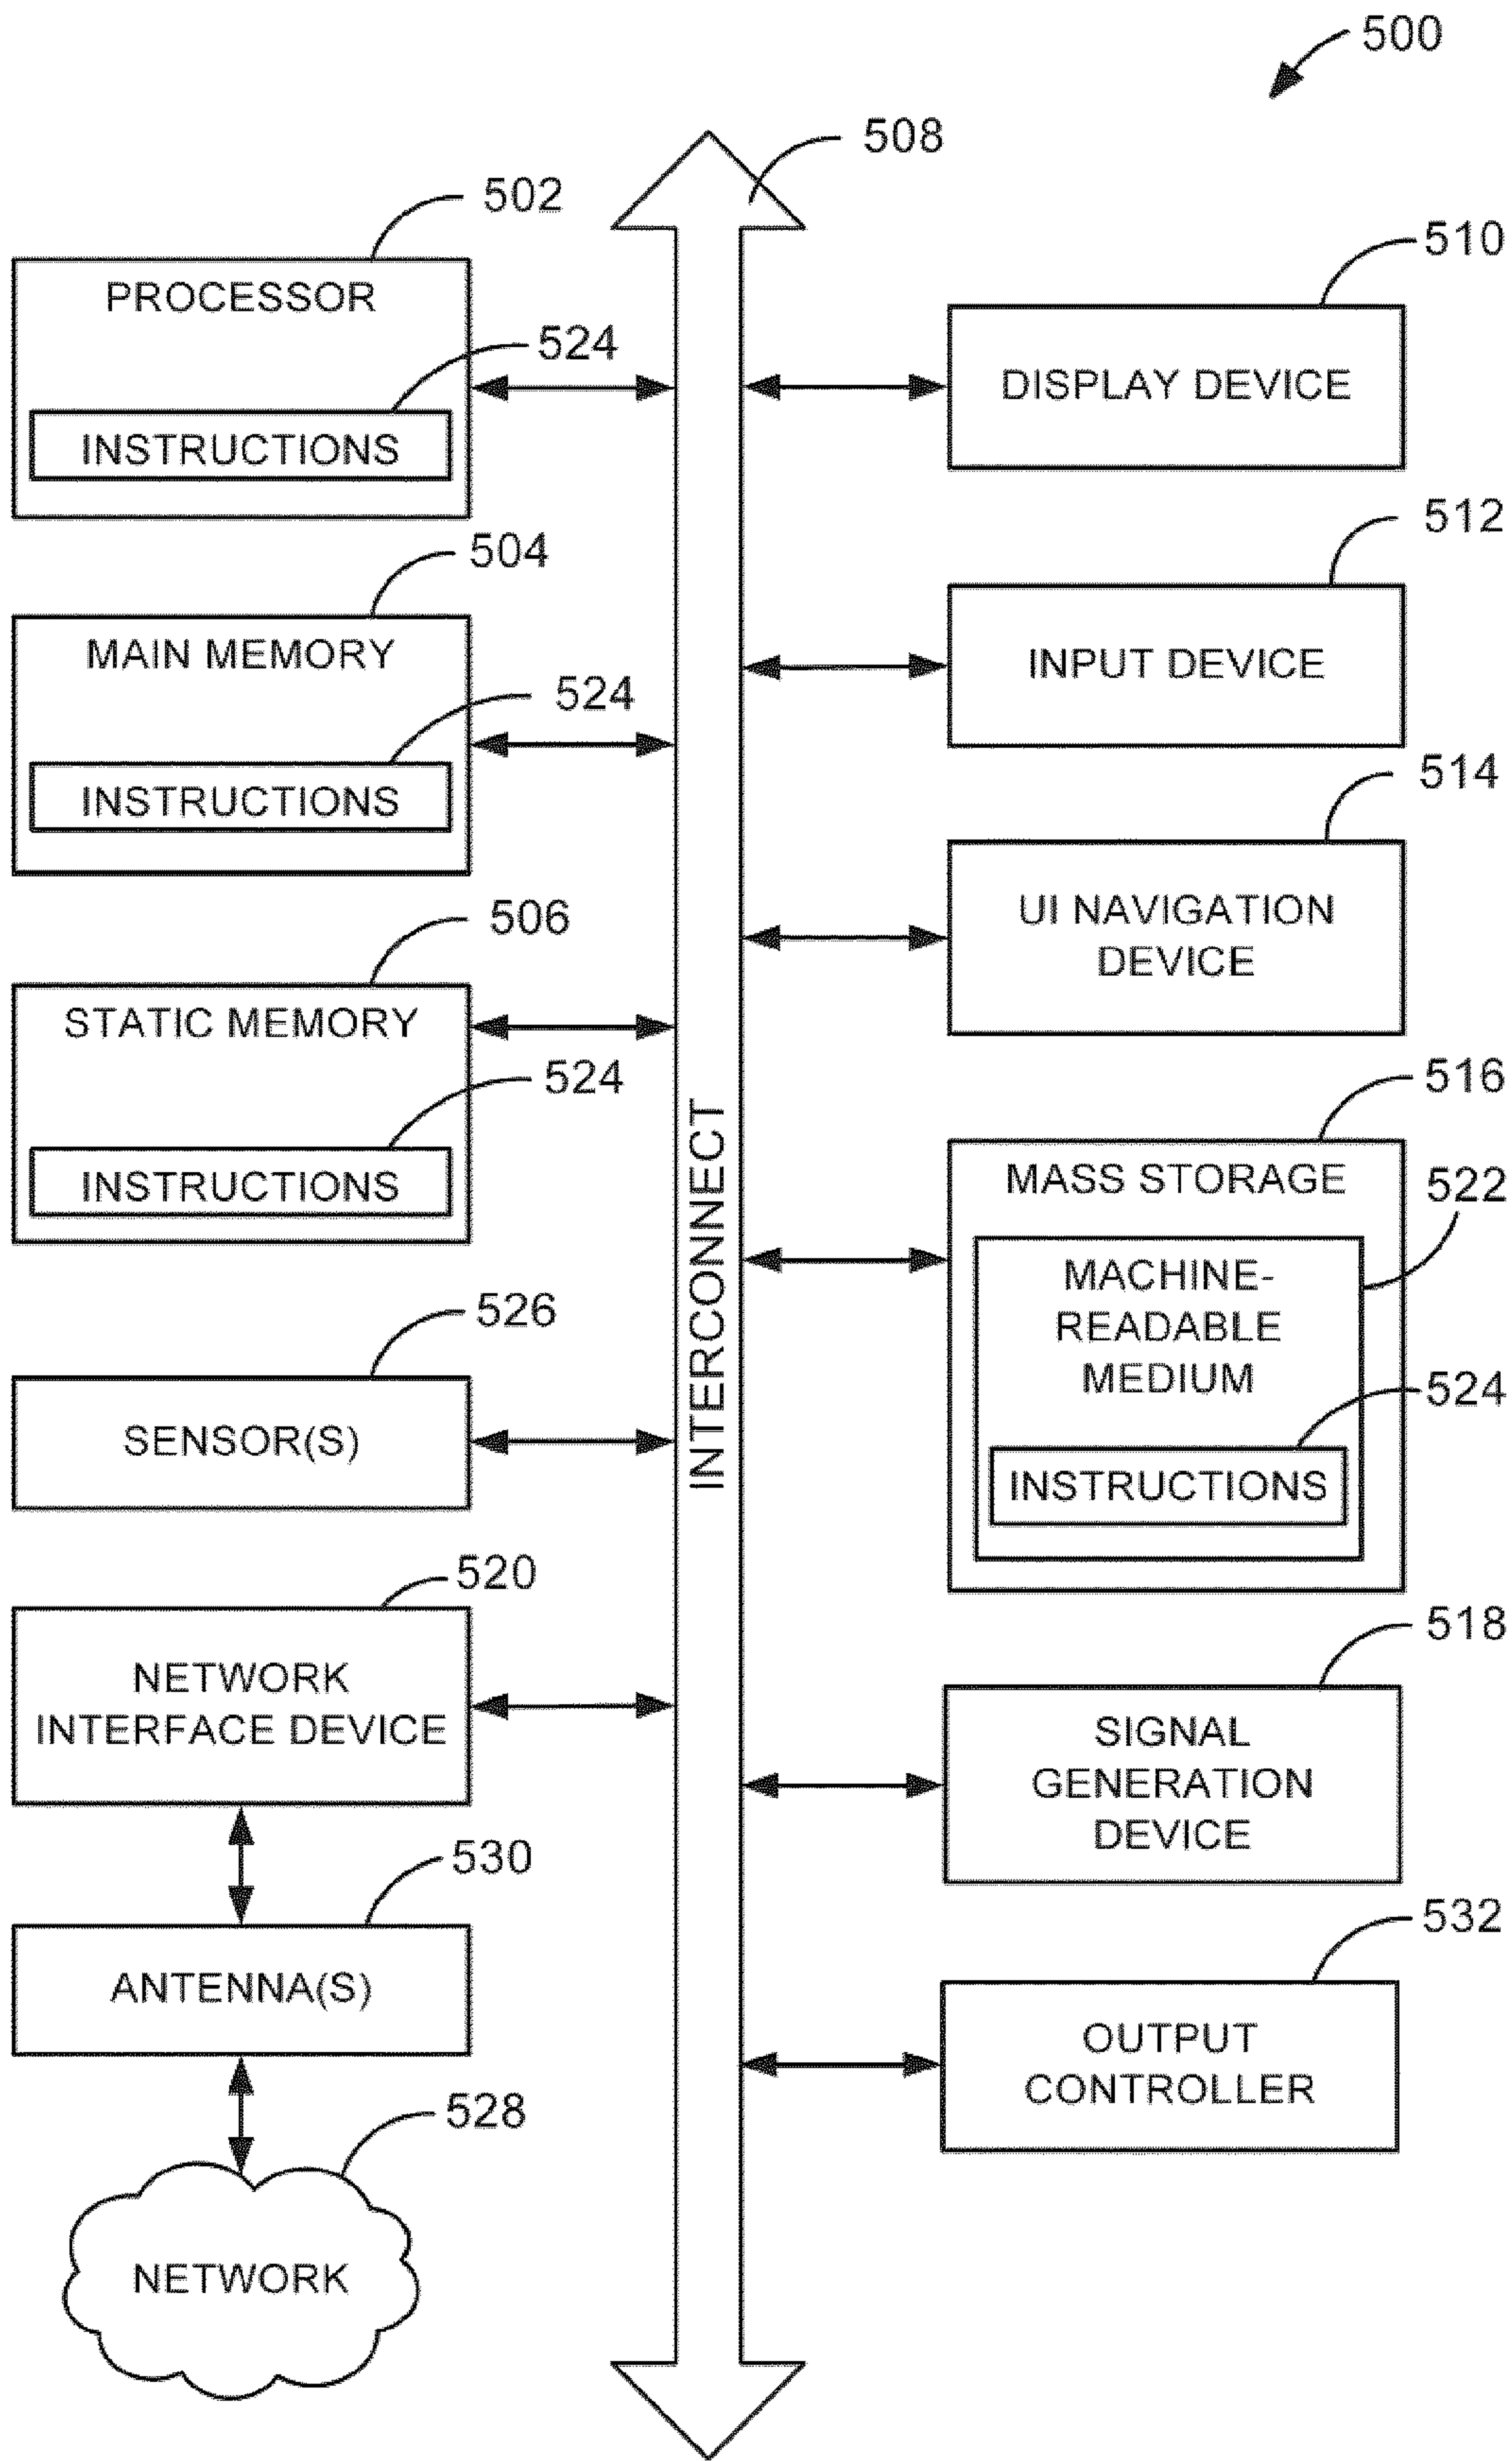 500
508
502
PROCESSOR
524
INSTRUCTIONS
504
MAIN MEMORY
524
INSTRUCTIONS
506
STATIC MEMORY
524
INSTRUCTIONS
526
SENSOR(S)
520
NETWORK
INTERFACE DEVICE
530
ANTENNA(S)
528
NETWORK
INTERCONNECT
510
DISPLAY DEVICE
512
INPUT DEVICE
514
UI NAVIGATION
DEVICE
516
MASS STORAGE
522
MACHINE-
READABLE
MEDIUM
524
INSTRUCTIONS
518
SIGNAL
GENERATION
DEVICE
532
OUTPUT
CONTROLLER